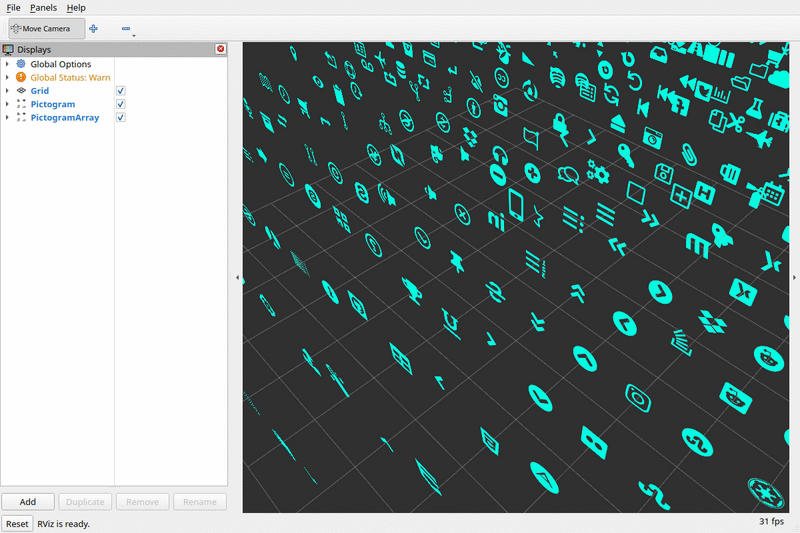 File Panels Help
Move Camera
Displays
Global Options
Global Status: Warn
Grid
Pictogram
PictogramArray
Add Duplicate Remove Rename
Reset RViz is ready. 31 fps